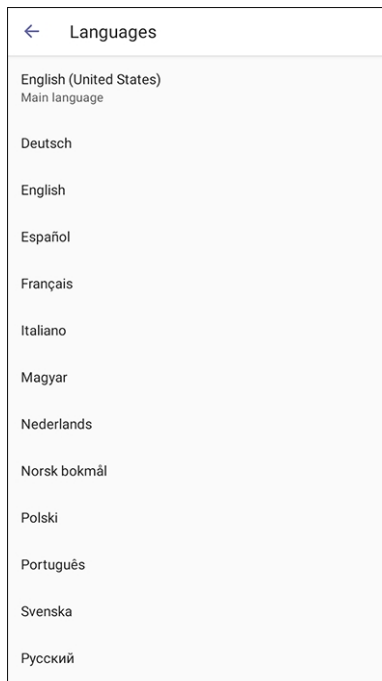 Languages
English (United States)
Main language
Deutsch
English
Español
Français
Italiano
Magyar
Nederlands
Norsk bokmål
Polski
Português
Svenska
Русский